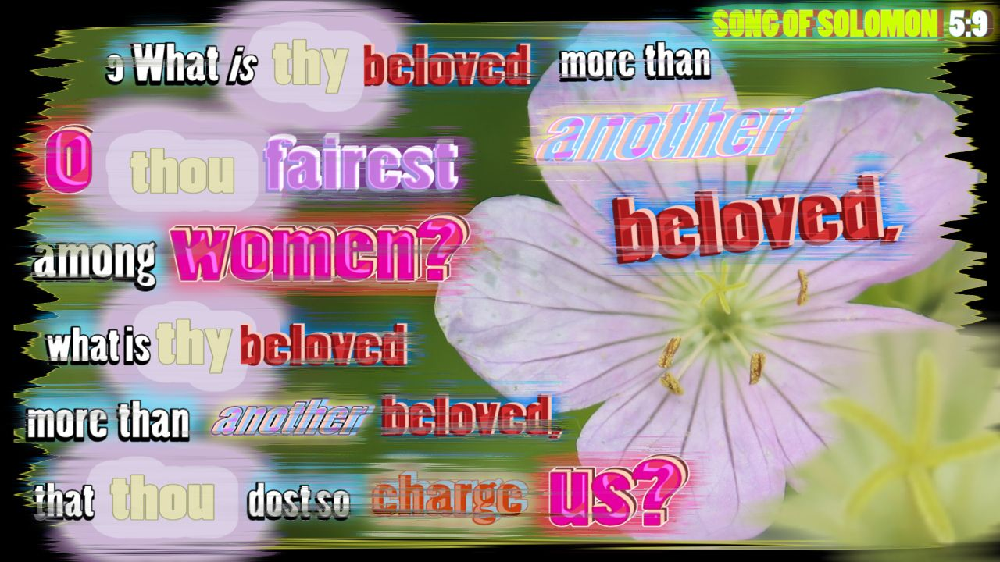 SONG OF SOLOMON 5:9
9 What is thy beloved more than
another
beloved,
O thou fairest
among women?
what is thy beloved
more than another beloved,
that thou dost so charge us?